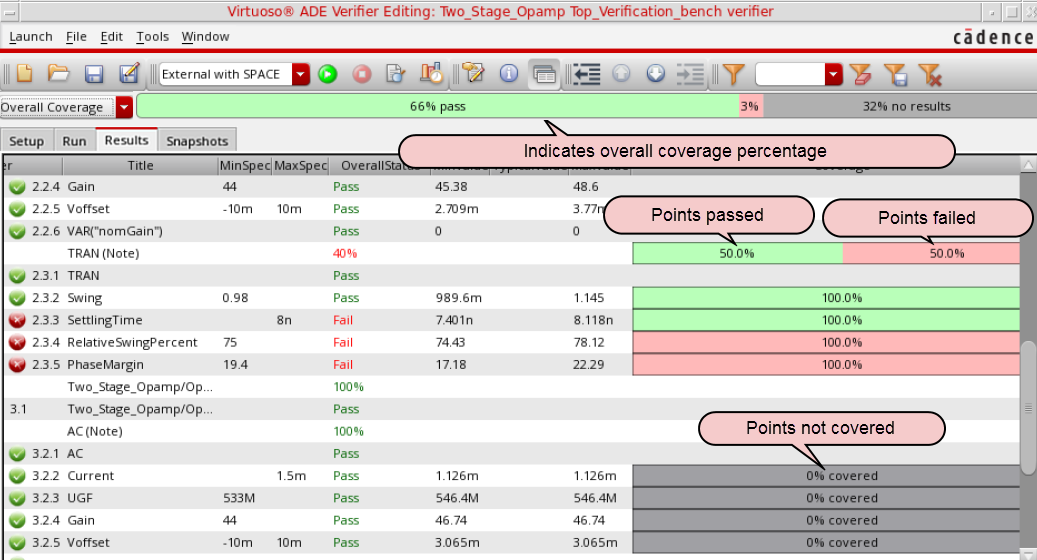 Virtuoso® ADE Verifier Editing: Two_Stage_Opamp Top_Verification_bench verifier
Launch File Edit Tools Window cādence
External with SPACE
Overall Coverage 66% pass 3% 32% no results
Setup Run Results Snapshots
Indicates overall coverage percentage
Title MinSpec MaxSpec OverallStatus
2.2.4 Gain 44 Pass 45.38 48.6
2.2.5 Voffset -10m 10m Pass 2.709m 3.77m
Points passed Points failed
2.2.6 VAR("nomGain") Pass 0 0
TRAN (Note) 40% 50.0% 50.0%
2.3.1 TRAN Pass
2.3.2 Swing 0.98 Pass 989.6m 1.145 100.0%
2.3.3 SettlingTime 8n Fail 7.401n 8.118n 100.0%
2.3.4 RelativeSwingPercent 75 Fail 74.43 78.12 100.0%
2.3.5 PhaseMargin 19.4 Fail 17.18 22.29 100.0%
Two_Stage_Opamp/Op... 100%
3.1 Two_Stage_Opamp/Op... Pass
AC (Note) 100%
Points not covered
3.2.1 AC Pass
3.2.2 Current 1.5m Pass 1.126m 1.126m 0% covered
3.2.3 UGF 533M Pass 546.4M 546.4M 0% covered
3.2.4 Gain 44 Pass 46.74 46.74 0% covered
3.2.5 Voffset -10m 10m Pass 3.065m 3.065m 0% covered